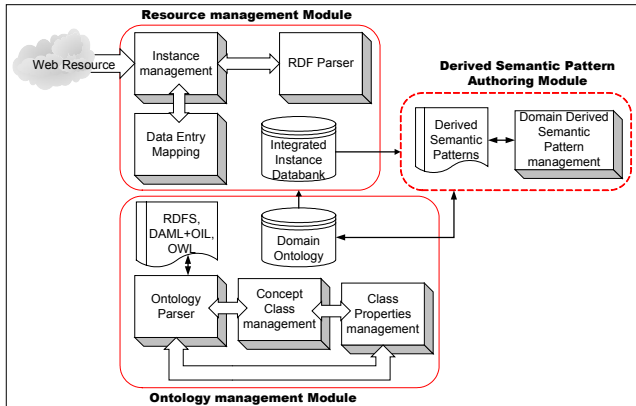 Resource management Module
Web Resource
Instance
management
RDF Parser
Data Entry
Mapping
Integrated
Instance
Databank
Derived Semantic Pattern
Authoring Module
Derived
Semantic
Patterns
Domain Derived
Semantic
Pattern
management
RDFS,
DAML+OIL,
OWL
Domain
Ontology
Ontology
Parser
Concept
Class
management
Class
Properties
management
Ontology management Module